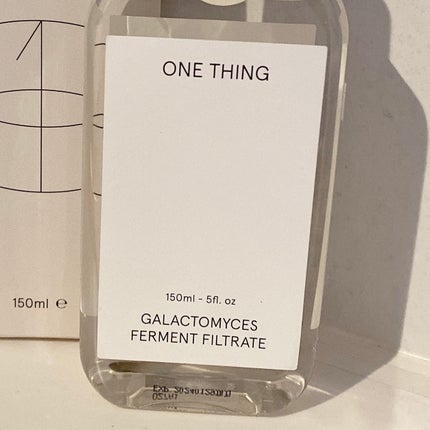 ONE THING
150ml - 5fl. oz
GALACTOMYCES
FERMENT FILTRATE
150ml ℮